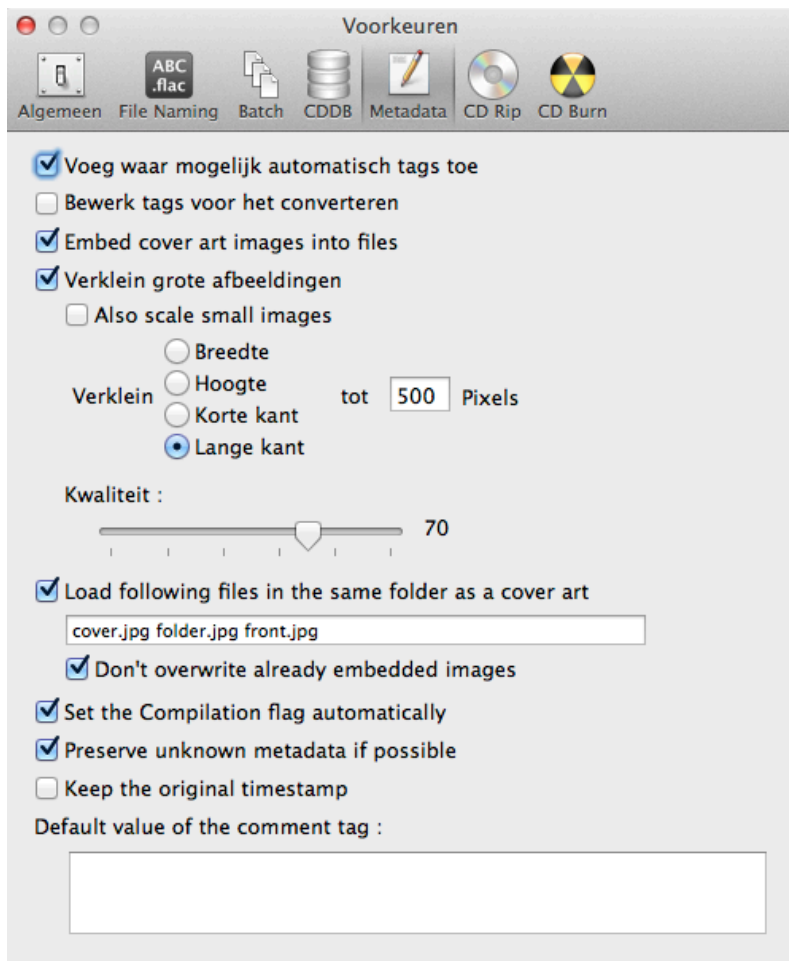 Voorkeuren
ABC
.flac
Algemeen File Naming Batch CDDB Metadata CD Rip CD Burn
Voeg waar mogelijk automatisch tags toe
Bewerk tags voor het converteren
Embed cover art images into files
Verklein grote afbeeldingen
Also scale small images
Breedte
Hoogte
Verklein tot 500 Pixels
Korte kant
Lange kant
Kwaliteit :
70
Load following files in the same folder as a cover art
cover.jpg folder.jpg front.jpg
Don't overwrite already embedded images
Set the Compilation flag automatically
Preserve unknown metadata if possible
Keep the original timestamp
Default value of the comment tag :